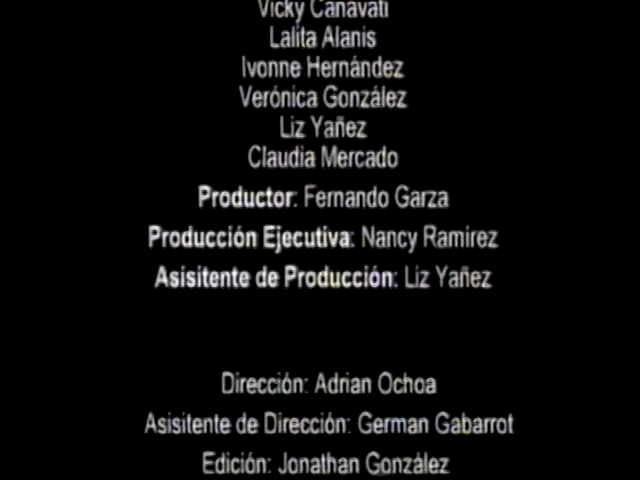 Vicky Canavati
Lalita Alanis
Ivonne Hernández
Verónica González
Liz Yañez
Claudia Mercado
Productor: Fernando Garza
Producción Ejecutiva: Nancy Ramirez
Asisitente de Producción: Liz Yañez
Dirección: Adrian Ochoa
Asisitente de Dirección: German Gabarrot
Edición: Jonathan González